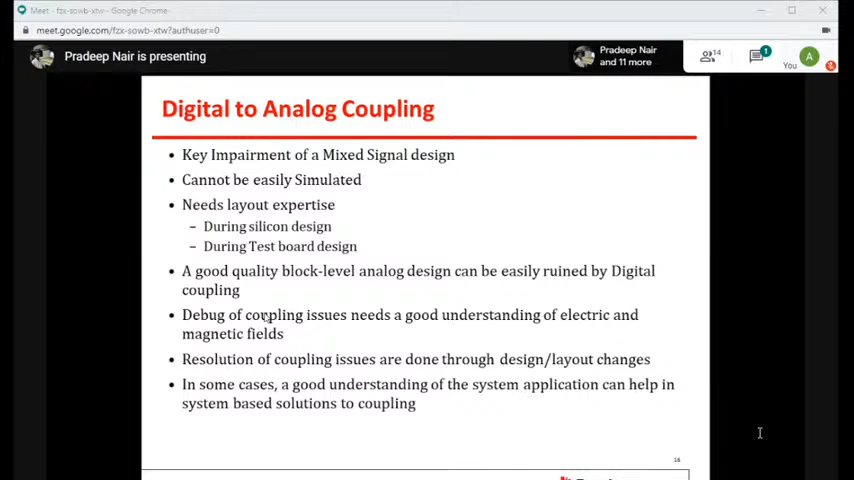 Meet - fzx-sowb-xtw - Google Chrome
meet.google.com/fzx-sowb-xtw?authuser=0
Pradeep Nair is presenting
Pradeep Nair
and 11 more
14
1
You
A
Digital to Analog Coupling
• Key Impairment of a Mixed Signal design
• Cannot be easily Simulated
• Needs layout expertise
– During silicon design
– During Test board design
• A good quality block-level analog design can be easily ruined by Digital
coupling
• Debug of coupling issues needs a good understanding of electric and
magnetic fields
• Resolution of coupling issues are done through design/layout changes
• In some cases, a good understanding of the system application can help in
system based solutions to coupling